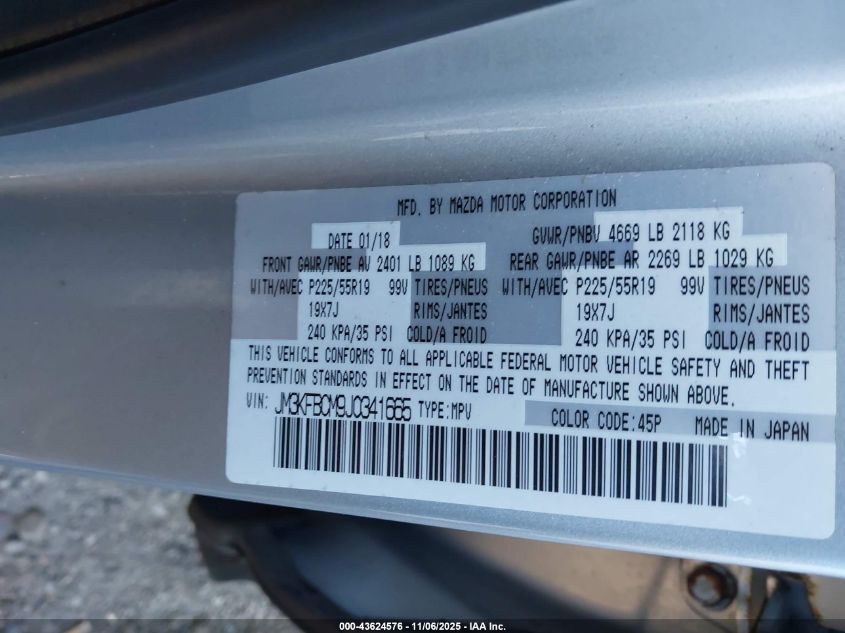 MFD. BY MAZDA MOTOR CORPORATION
DATE 01/18 GVWR/PNBV 4669 LB 2118 KG
FRONT GAWR/PNBE AV 2401 LB 1089 KG REAR GAWR/PNBE AR 2269 LB 1029 KG
WITH/AVEC P225/55R19 99V TIRES/PNEUS WITH/AVEC P225/55R19 99V TIRES/PNEUS
19X7J RIMS/JANTES 19X7J RIMS/JANTES
240 KPA/35 PSI COLD/A FROID 240 KPA/35 PSI COLD/A FROID
THIS VEHICLE CONFORMS TO ALL APPLICABLE FEDERAL MOTOR VEHICLE SAFETY AND THEFT
PREVENTION STANDARDS IN EFFECT ON THE DATE OF MANUFACTURE SHOWN ABOVE.
VIN: JM3KFBCM9J0341665 TYPE:MPV COLOR CODE:45P MADE IN JAPAN
000-43624576 - 11/06/2025 - IAA Inc.